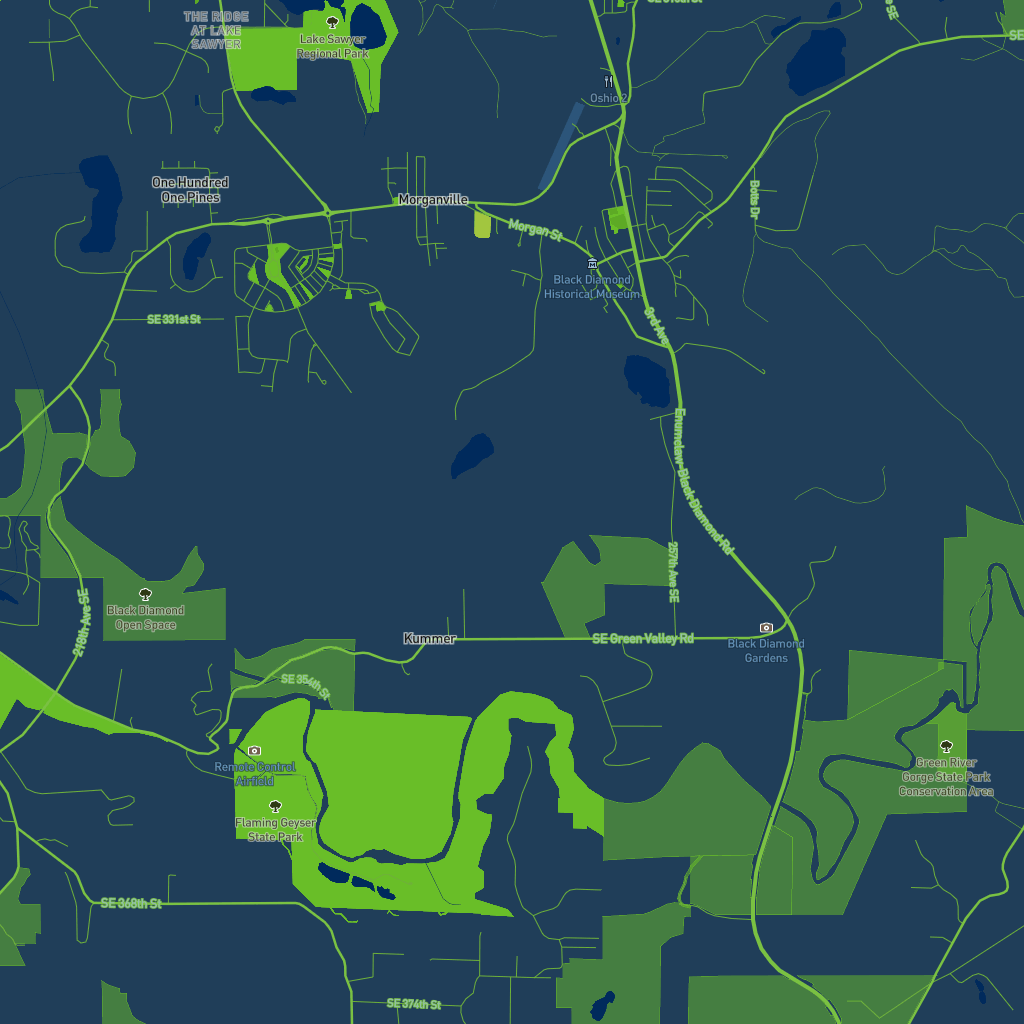 THE RIDGE
AT LAKE
SAWYER
Lake Sawyer
Regional Park
Oshio 2
One Hundred
One Pines
Morganville
Botts Dr
Morgan St
Black Diamond
Historical Museum
SE 331st St
3rd Ave
Enumclaw-Black Diamond Rd
257th Ave SE
Black Diamond
Open Space
218th Ave SE
Kummer
SE Green Valley Rd
Black Diamond
Gardens
SE 354th St
Remote Control
Airfield
Flaming Geyser
State Park
Green River
Gorge State Park
Conservation Area
SE 368th St
SE 374th St